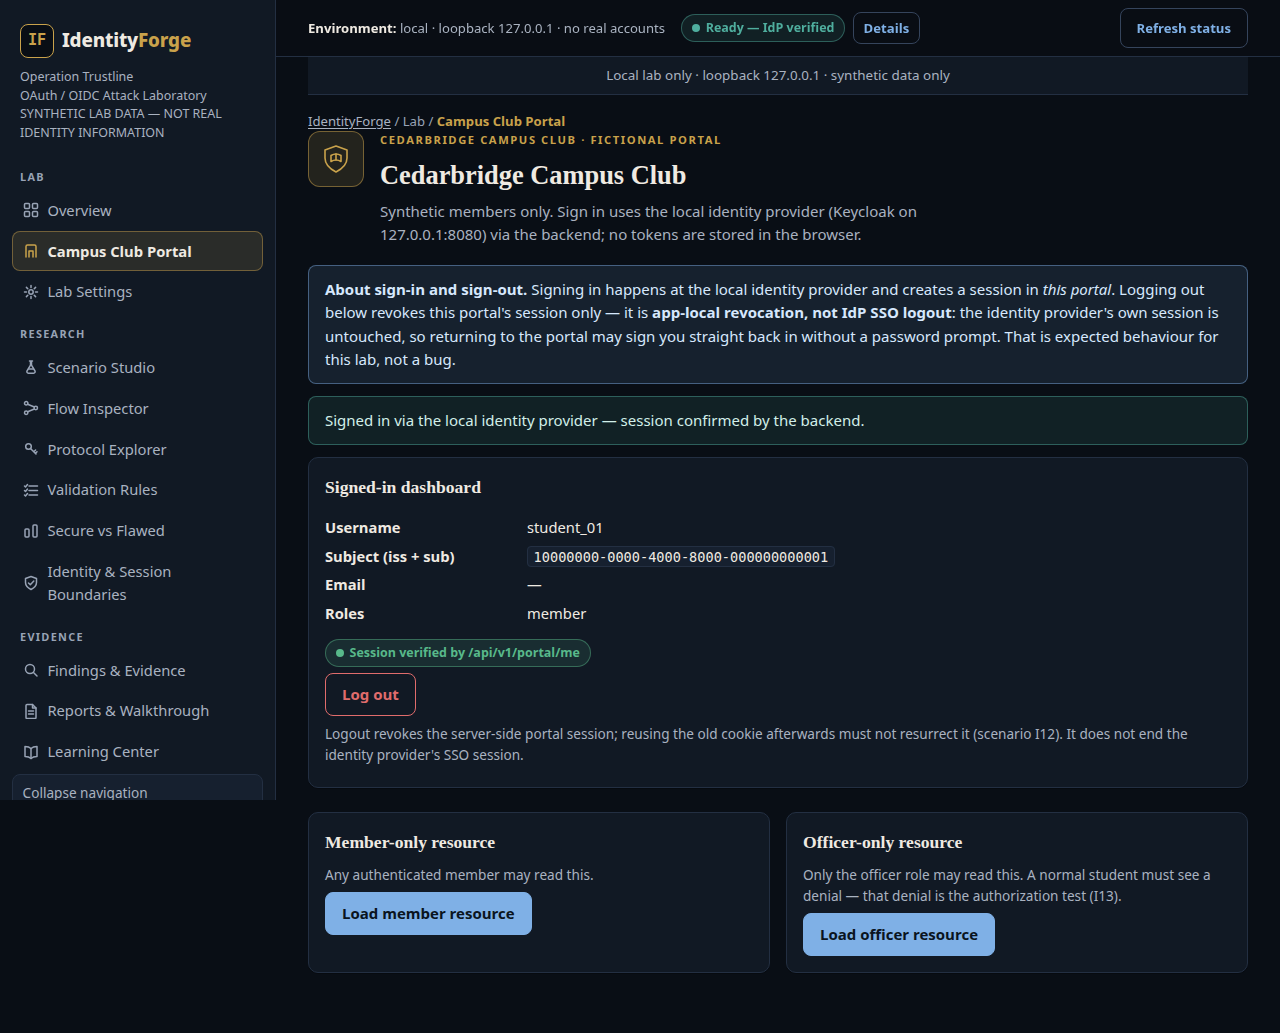 IF IdentityForge
Operation Trustline
OAuth / OIDC Attack Laboratory
SYNTHETIC LAB DATA — NOT REAL
IDENTITY INFORMATION
LAB
Overview
Campus Club Portal
Lab Settings
RESEARCH
Scenario Studio
Flow Inspector
Protocol Explorer
Validation Rules
Secure vs Flawed
Identity & Session
Boundaries
EVIDENCE
Findings & Evidence
Reports & Walkthrough
Learning Center
Collapse navigation
Environment: local · loopback 127.0.0.1 · no real accounts
Ready — IdP verified
Details
Refresh status
Local lab only · loopback 127.0.0.1 · synthetic data only
IdentityForge / Lab / Campus Club Portal
CEDARBRIDGE CAMPUS CLUB · FICTIONAL PORTAL
Cedarbridge Campus Club
Synthetic members only. Sign in uses the local identity provider (Keycloak on
127.0.0.1:8080) via the backend; no tokens are stored in the browser.
About sign-in and sign-out. Signing in happens at the local identity provider and creates a session in this portal. Logging out
below revokes this portal's session only — it is app-local revocation, not IdP SSO logout: the identity provider's own session is
untouched, so returning to the portal may sign you straight back in without a password prompt. That is expected behaviour for
this lab, not a bug.
Signed in via the local identity provider — session confirmed by the backend.
Signed-in dashboard
Username student_01
Subject (iss + sub) 10000000-0000-4000-8000-000000000001
Email —
Roles member
Session verified by /api/v1/portal/me
Log out
Logout revokes the server-side portal session; reusing the old cookie afterwards must not resurrect it (scenario I12). It does not end the
identity provider's SSO session.
Member-only resource
Any authenticated member may read this.
Load member resource
Officer-only resource
Only the officer role may read this. A normal student must see a
denial — that denial is the authorization test (I13).
Load officer resource